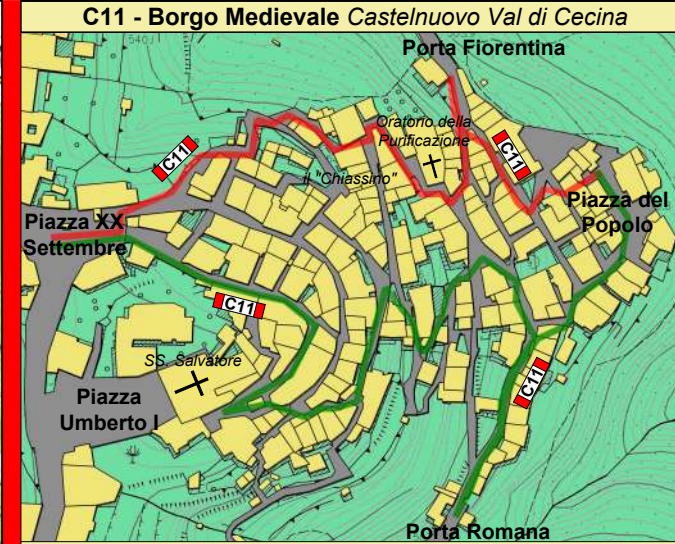 C11 - Borgo Medievale Castelnuovo Val di Cecina
540
Porta Fiorentina
Oratorio della
Purificazione
C11
C11
il "Chiassino"
Piazza XX
Settembre
Piazza del
Popolo
C11
SS. Salvatore
C11
Piazza
Umberto I
Porta Romana